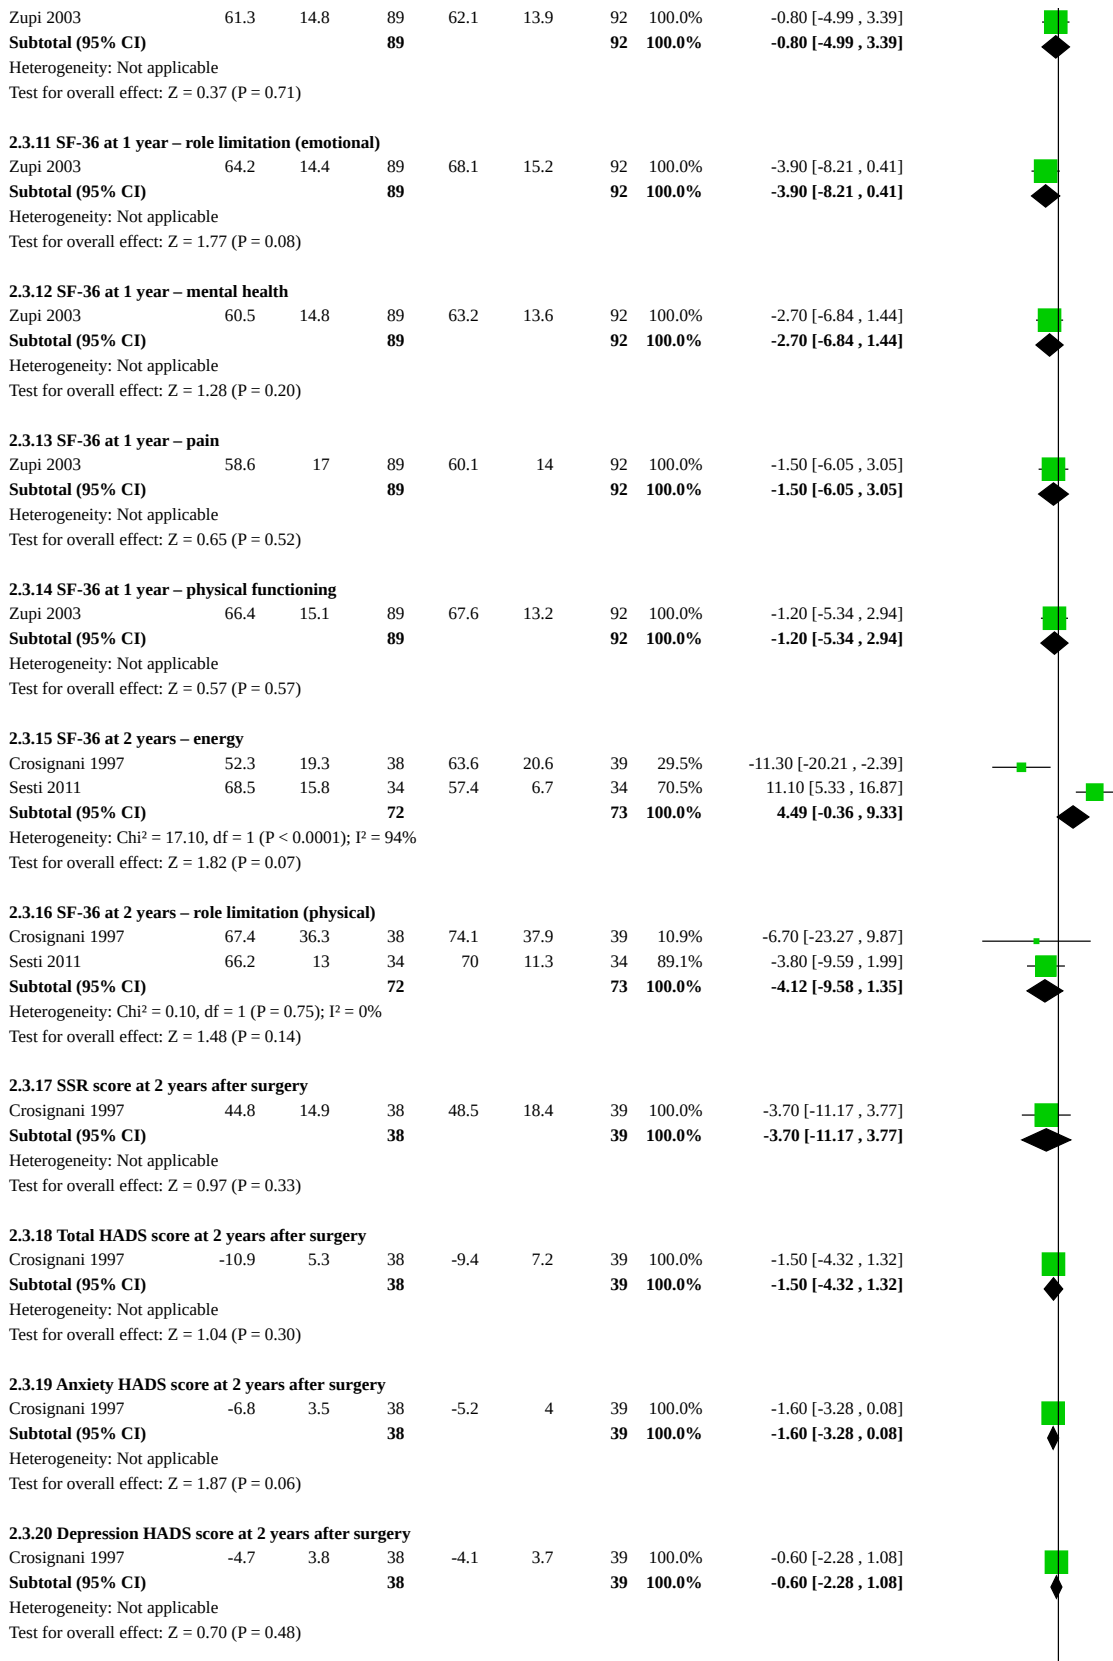 Zupi 2003 61.3 14.8 89 62.1 13.9 92 100.0% -0.80 [-4.99 , 3.39]
Subtotal (95% CI) 89 92 100.0% -0.80 [-4.99 , 3.39]
Heterogeneity: Not applicable
Test for overall effect: Z = 0.37 (P = 0.71)
2.3.11 SF-36 at 1 year – role limitation (emotional)
Zupi 2003 64.2 14.4 89 68.1 15.2 92 100.0% -3.90 [-8.21 , 0.41]
Subtotal (95% CI) 89 92 100.0% -3.90 [-8.21 , 0.41]
Heterogeneity: Not applicable
Test for overall effect: Z = 1.77 (P = 0.08)
2.3.12 SF-36 at 1 year – mental health
Zupi 2003 60.5 14.8 89 63.2 13.6 92 100.0% -2.70 [-6.84 , 1.44]
Subtotal (95% CI) 89 92 100.0% -2.70 [-6.84 , 1.44]
Heterogeneity: Not applicable
Test for overall effect: Z = 1.28 (P = 0.20)
2.3.13 SF-36 at 1 year – pain
Zupi 2003 58.6 17 89 60.1 14 92 100.0% -1.50 [-6.05 , 3.05]
Subtotal (95% CI) 89 92 100.0% -1.50 [-6.05 , 3.05]
Heterogeneity: Not applicable
Test for overall effect: Z = 0.65 (P = 0.52)
2.3.14 SF-36 at 1 year – physical functioning
Zupi 2003 66.4 15.1 89 67.6 13.2 92 100.0% -1.20 [-5.34 , 2.94]
Subtotal (95% CI) 89 92 100.0% -1.20 [-5.34 , 2.94]
Heterogeneity: Not applicable
Test for overall effect: Z = 0.57 (P = 0.57)
2.3.15 SF-36 at 2 years – energy
Crosignani 1997 52.3 19.3 38 63.6 20.6 39 29.5% -11.30 [-20.21 , -2.39]
Sesti 2011 68.5 15.8 34 57.4 6.7 34 70.5% 11.10 [5.33 , 16.87]
Subtotal (95% CI) 72 73 100.0% 4.49 [-0.36 , 9.33]
Heterogeneity: Chi² = 17.10, df = 1 (P < 0.0001); I² = 94%
Test for overall effect: Z = 1.82 (P = 0.07)
2.3.16 SF-36 at 2 years – role limitation (physical)
Crosignani 1997 67.4 36.3 38 74.1 37.9 39 10.9% -6.70 [-23.27 , 9.87]
Sesti 2011 66.2 13 34 70 11.3 34 89.1% -3.80 [-9.59 , 1.99]
Subtotal (95% CI) 72 73 100.0% -4.12 [-9.58 , 1.35]
Heterogeneity: Chi² = 0.10, df = 1 (P = 0.75); I² = 0%
Test for overall effect: Z = 1.48 (P = 0.14)
2.3.17 SSR score at 2 years after surgery
Crosignani 1997 44.8 14.9 38 48.5 18.4 39 100.0% -3.70 [-11.17 , 3.77]
Subtotal (95% CI) 38 39 100.0% -3.70 [-11.17 , 3.77]
Heterogeneity: Not applicable
Test for overall effect: Z = 0.97 (P = 0.33)
2.3.18 Total HADS score at 2 years after surgery
Crosignani 1997 -10.9 5.3 38 -9.4 7.2 39 100.0% -1.50 [-4.32 , 1.32]
Subtotal (95% CI) 38 39 100.0% -1.50 [-4.32 , 1.32]
Heterogeneity: Not applicable
Test for overall effect: Z = 1.04 (P = 0.30)
2.3.19 Anxiety HADS score at 2 years after surgery
Crosignani 1997 -6.8 3.5 38 -5.2 4 39 100.0% -1.60 [-3.28 , 0.08]
Subtotal (95% CI) 38 39 100.0% -1.60 [-3.28 , 0.08]
Heterogeneity: Not applicable
Test for overall effect: Z = 1.87 (P = 0.06)
2.3.20 Depression HADS score at 2 years after surgery
Crosignani 1997 -4.7 3.8 38 -4.1 3.7 39 100.0% -0.60 [-2.28 , 1.08]
Subtotal (95% CI) 38 39 100.0% -0.60 [-2.28 , 1.08]
Heterogeneity: Not applicable
Test for overall effect: Z = 0.70 (P = 0.48)